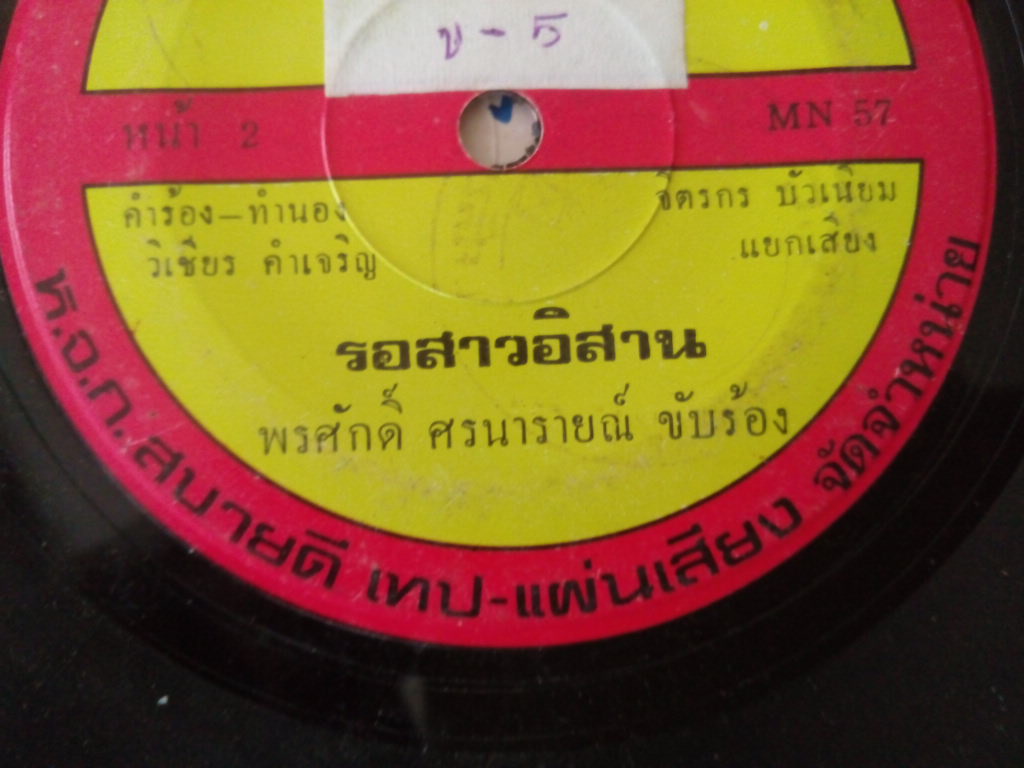 ข - 5
หน้า 2
MN 57
คำร้อง–ทำนอง
วิเชียร คำเจริญ
จิตรกร บัวเนียม
แยกเสียง
รอสาวอิสาน
พรศักดิ์ ศรนารายณ์ ขับร้อง
ห.จ.ก. สบายดี เทป-แผ่นเสียง จัดจำหน่าย